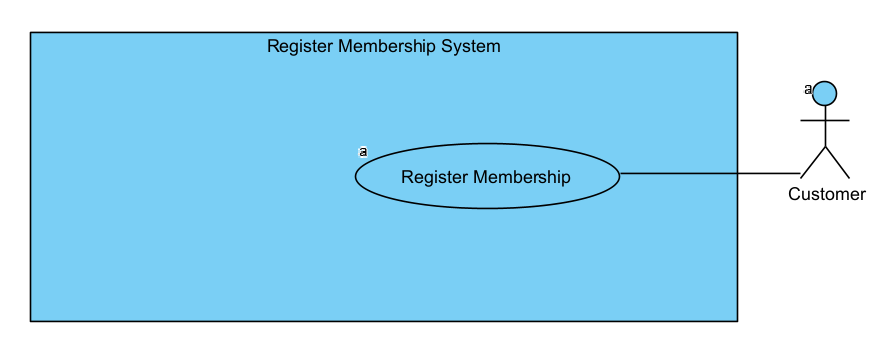 Register Membership System
a
a
Register Membership
Customer